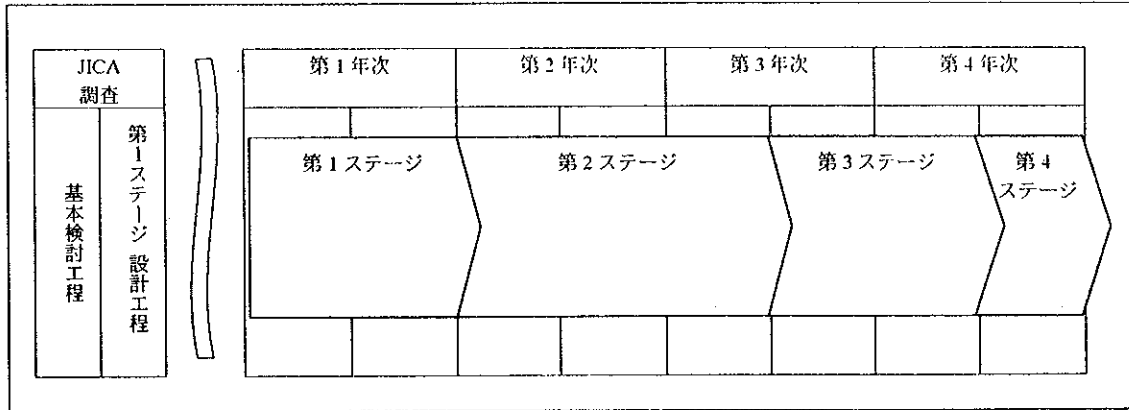 JICA
調査
基本検討工程
第1ステージ 設計工程
第1年次
第2年次
第3年次
第4年次
第1ステージ
第2ステージ
第3ステージ
第4
ステージ